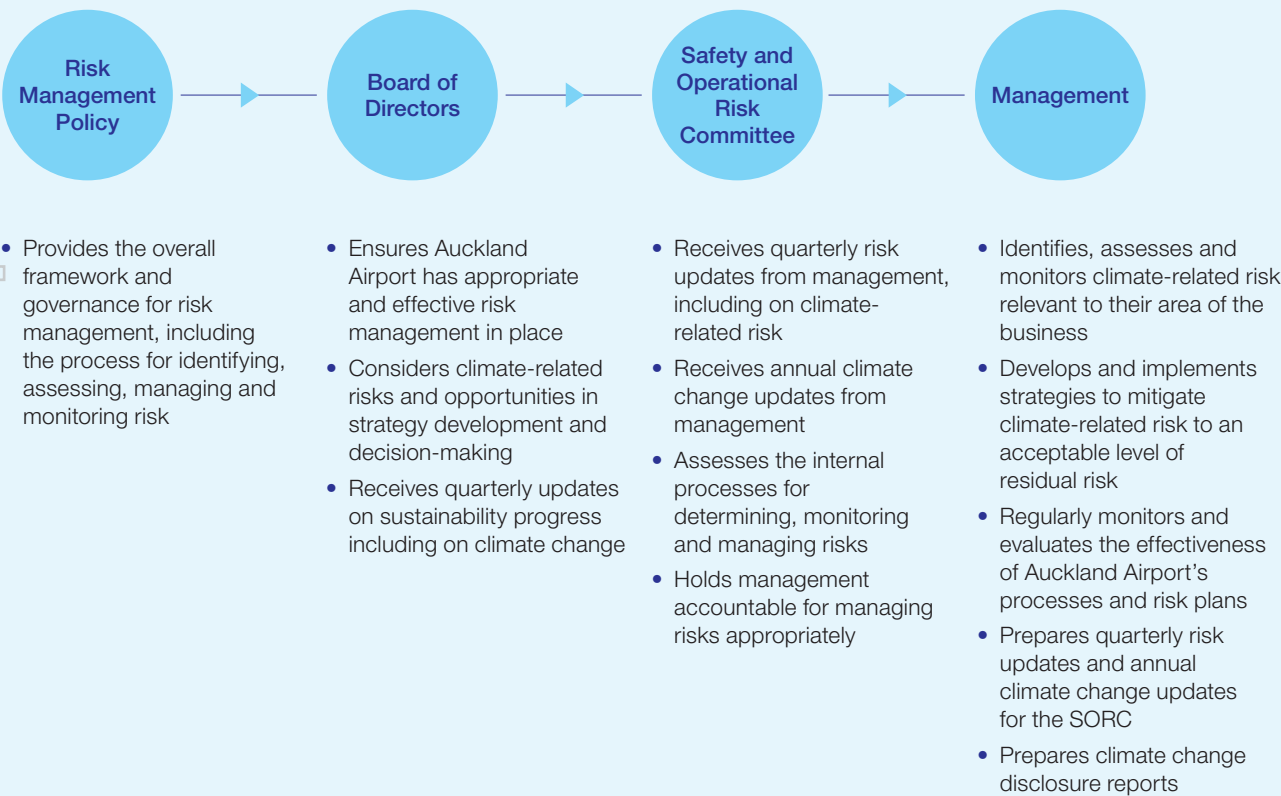 Risk
Management
Policy
Board of
Directors
Safety and
Operational
Risk
Committee
Management
• Provides the overall
framework and
governance for risk
management, including
the process for identifying,
assessing, managing and
monitoring risk
• Ensures Auckland
Airport has appropriate
and effective risk
management in place
• Considers climate-related
risks and opportunities in
strategy development and
decision-making
• Receives quarterly updates
on sustainability progress
including on climate change
• Receives quarterly risk
updates from management,
including on climate-
related risk
• Receives annual climate
change updates from
management
• Assesses the internal
processes for
determining, monitoring
and managing risks
• Holds management
accountable for managing
risks appropriately
• Identifies, assesses and
monitors climate-related risk
relevant to their area of the
business
• Develops and implements
strategies to mitigate
climate-related risk to an
acceptable level of
residual risk
• Regularly monitors and
evaluates the effectiveness
of Auckland Airport’s
processes and risk plans
• Prepares quarterly risk
updates and annual
climate change updates
for the SORC
• Prepares climate change
disclosure reports